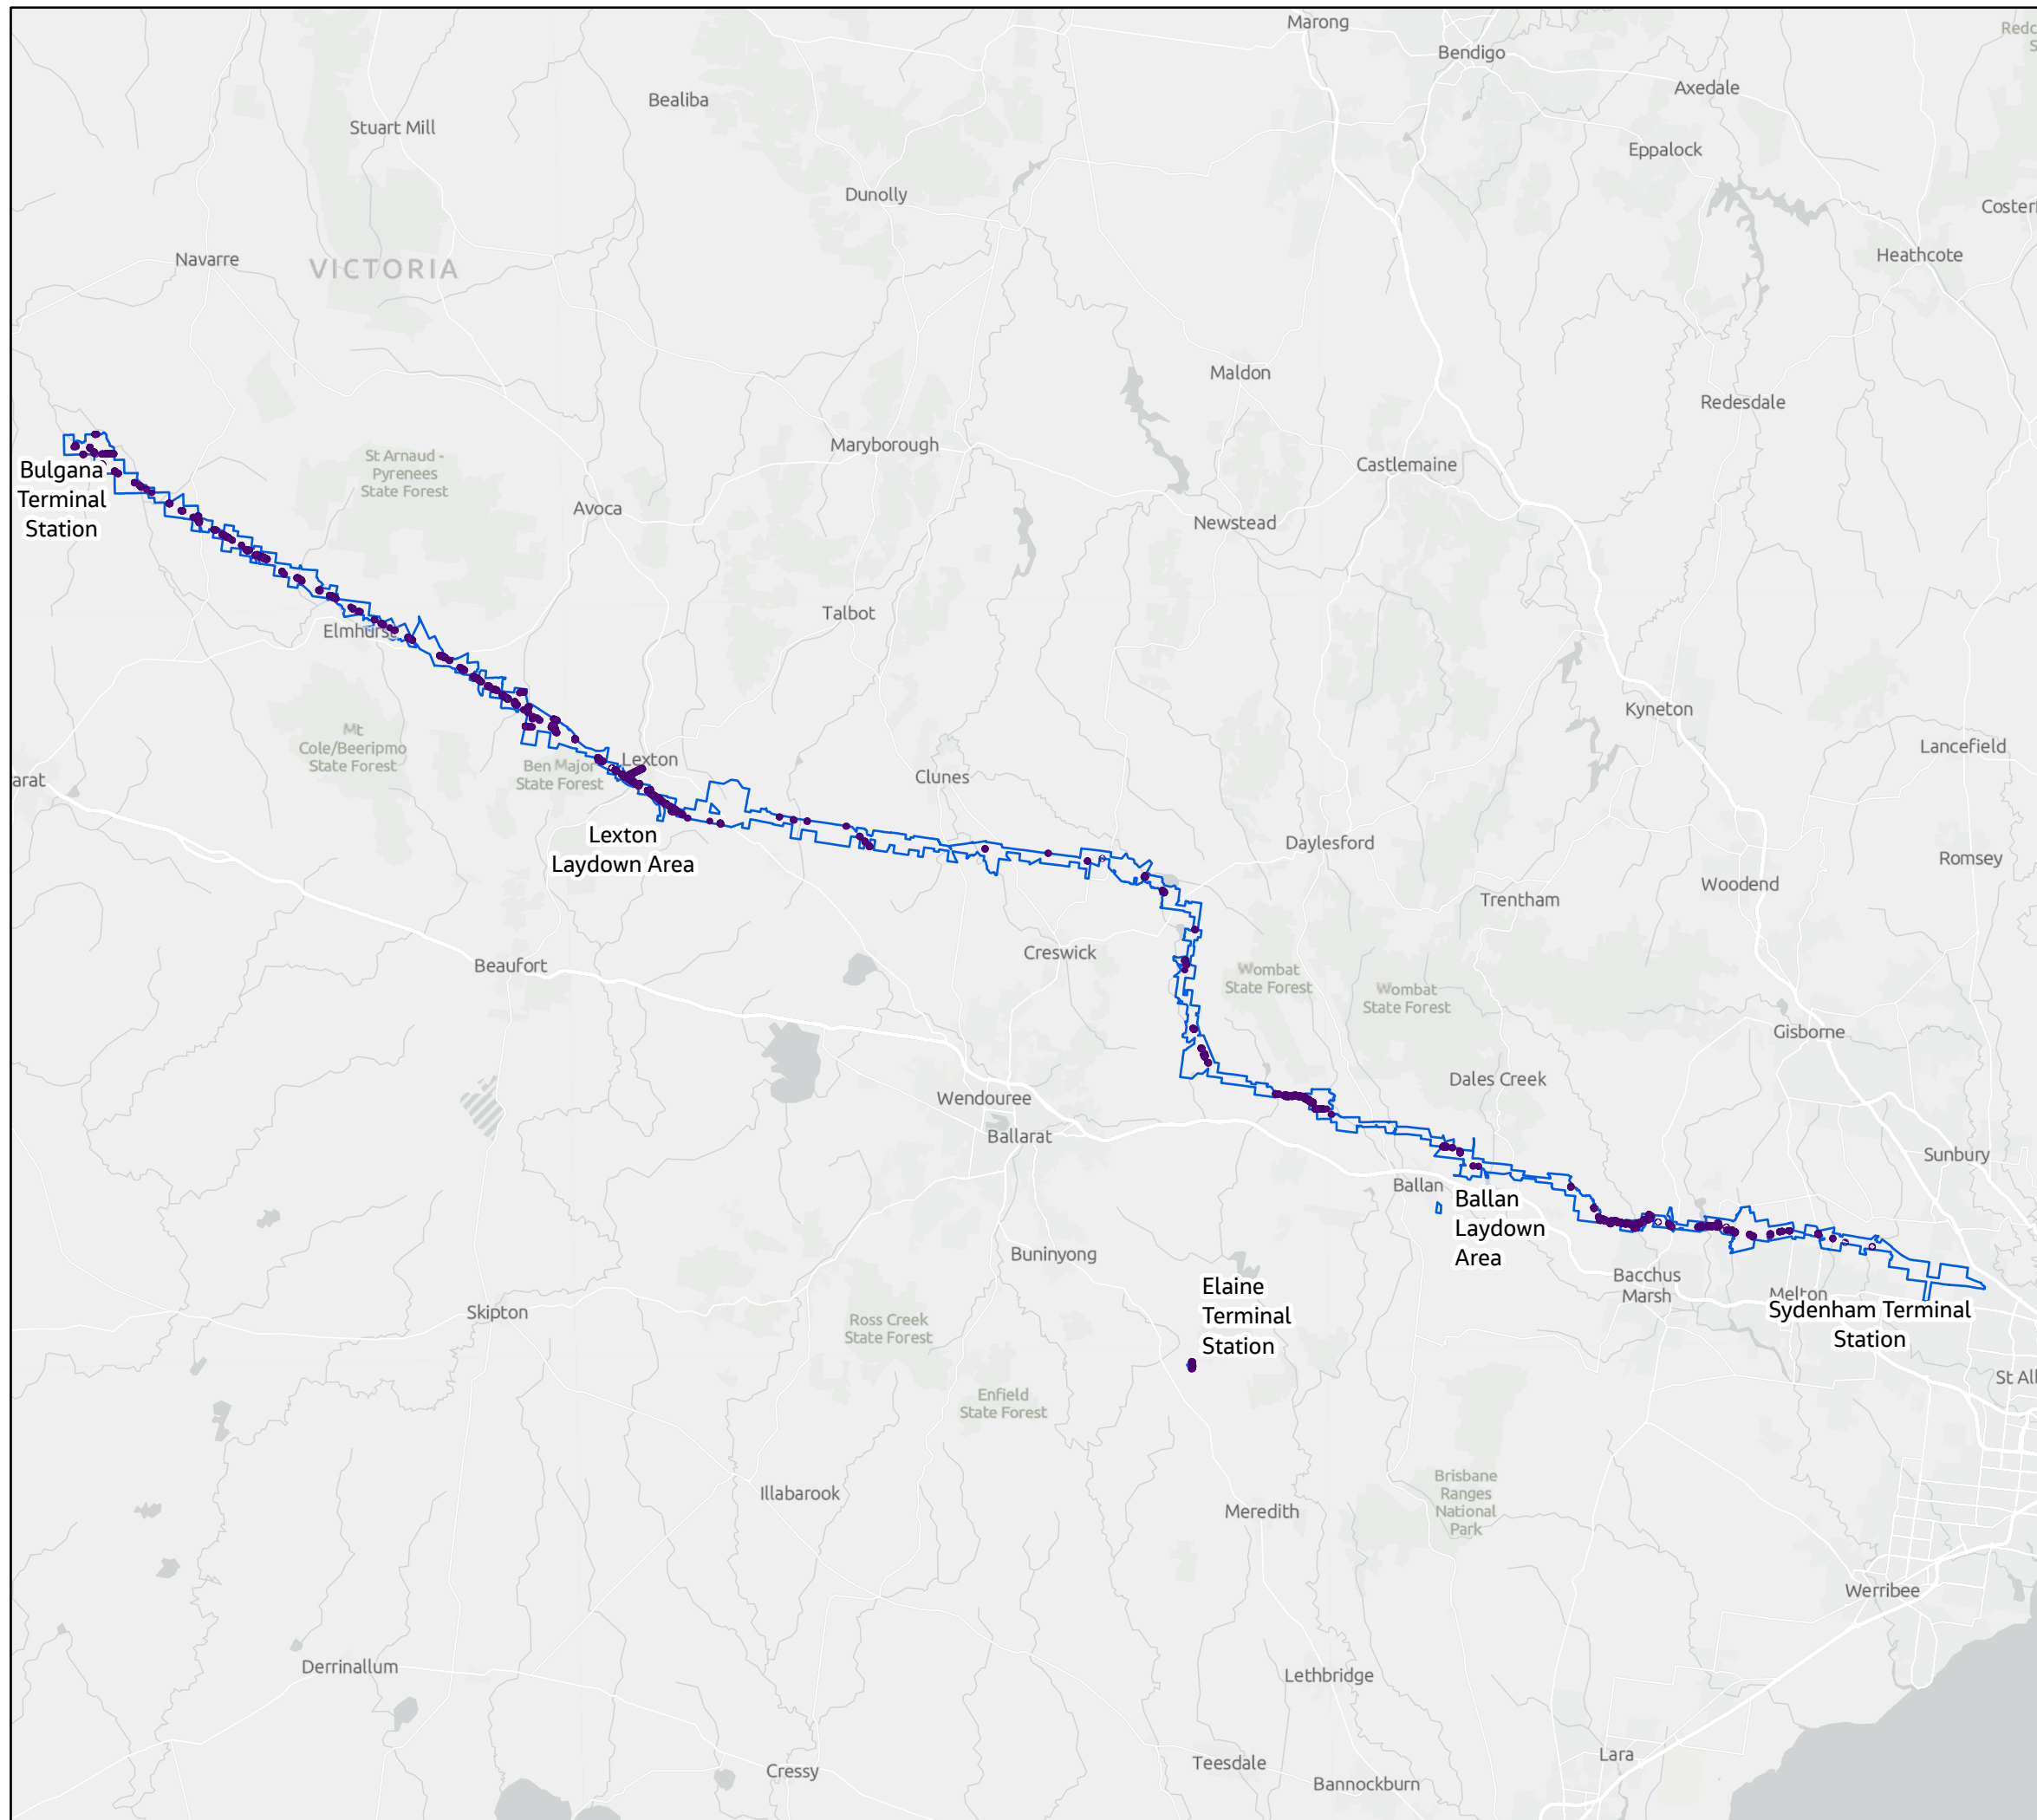 Marong
Bendigo
Redc
S
Axedale
Bealiba
Stuart Mill
Eppalock
Dunolly
Costerf
Navarre
VICTORIA
Heathcote
Maldon
Redesdale
Maryborough
St Arnaud -
Pyrenees
State Forest
Castlemaine
Bulgana
Terminal
Station
Avoca
Newstead
Talbot
Elmhurst
Kyneton
Mt
Cole/Beeripmo
State Forest
Lancefield
Lexton
Ben Major
State Forest
arat
Clunes
Lexton
Laydown Area
Daylesford
Romsey
Woodend
Trentham
Creswick
Beaufort
Wombat
State Forest
Wombat
State Forest
Gisborne
Dales Creek
Wendouree
Ballarat
Sunbury
Ballan
Ballan
Laydown
Area
Buninyong
Bacchus
Marsh
Elaine
Terminal
Station
Melton
Sydenham Terminal
Station
Skipton
Ross Creek
State Forest
St Alb
Enfield
State Forest
Illabarook
Brisbane
Ranges
National
Park
Meredith
Werribee
Derrinallum
Lethbridge
Lara
Teesdale
Cressy
Bannockburn